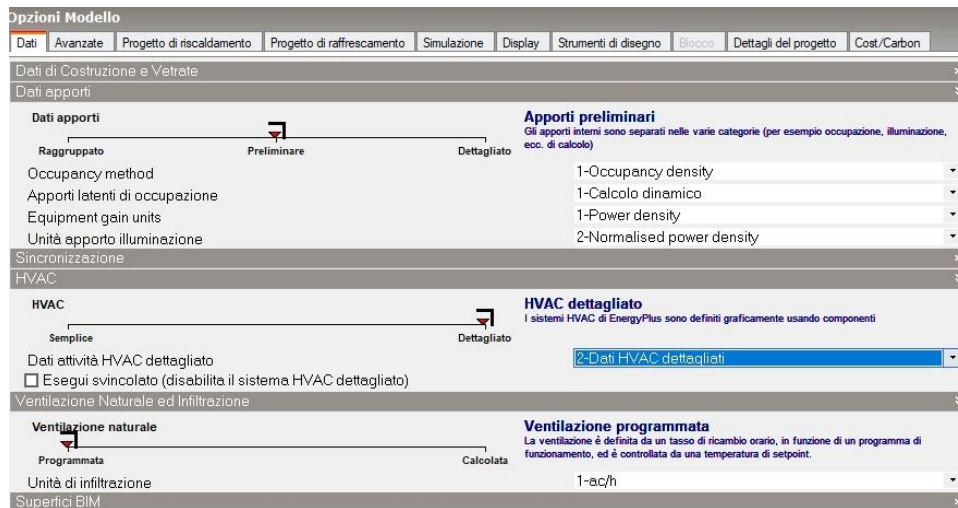 Opzioni Modello
Dati Avanzate Progetto di riscaldamento Progetto di raffrescamento Simulazione Display Strumenti di disegno Blocco Dettagli del progetto Cost/Carbon
Dati di Costruzione e Vetrate
Dati apporti
Dati apporti
Raggruppato Preliminare Dettagliato
Apporti preliminari
Gli apporti interni sono separati nelle varie categorie (per esempio occupazione, illuminazione,
ecc. di calcolo)
Occupancy method 1-Occupancy density
Apporti latenti di occupazione 1-Calcolo dinamico
Equipment gain units 1-Power density
Unità apporto illuminazione 2-Normalised power density
Sincronizzazione
HVAC
HVAC
Semplice Dettagliato
HVAC dettagliato
I sistemi HVAC di EnergyPlus sono definiti graficamente usando componenti
Dati attività HVAC dettagliato 2-Dati HVAC dettagliati
Esegui svincolato (disabilita il sistema HVAC dettagliato)
Ventilazione Naturale ed Infiltrazione
Ventilazione naturale
Programmata Calcolata
Ventilazione programmata
La ventilazione é definita da un tasso di ricambio orario, in funzione di un programma di
funzionamento, ed é controllata da una temperatura di setpoint.
Unità di infiltrazione 1-ac/h
Superfici BIM